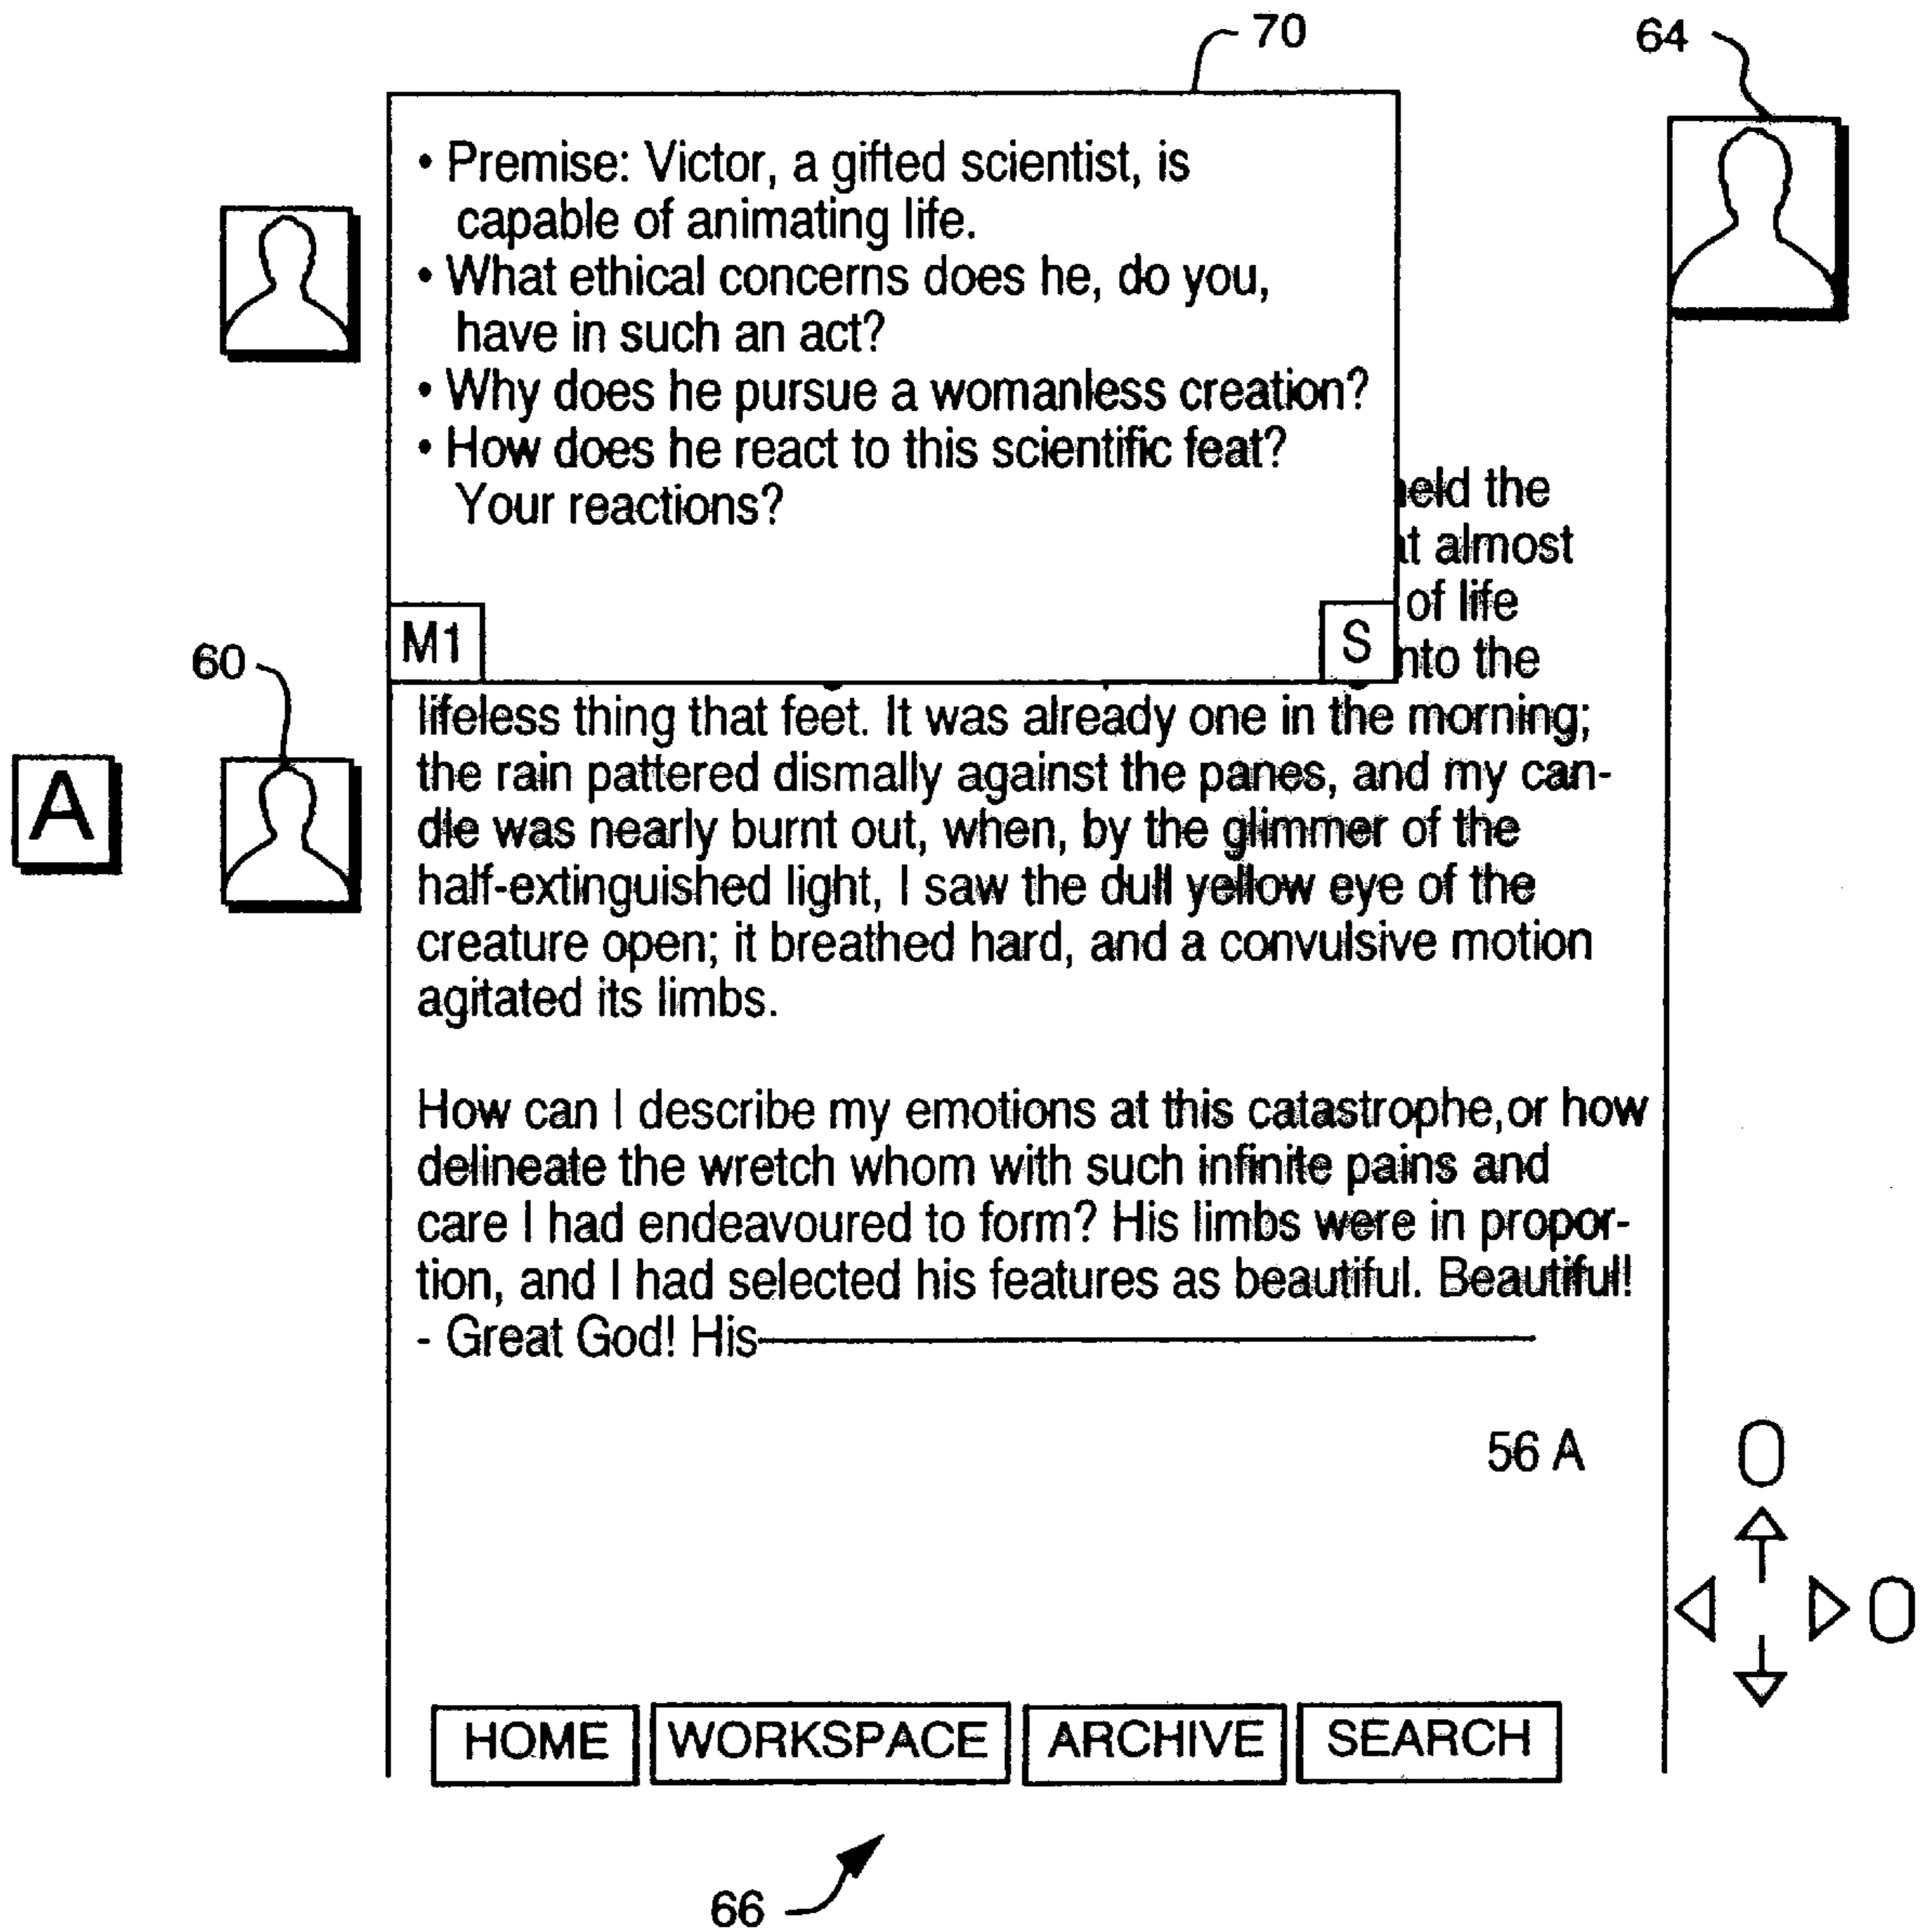 70
64
• Premise: Victor, a gifted scientist, is
capable of animating life.
• What ethical concerns does he, do you,
have in such an act?
• Why does he pursue a womanless creation?
• How does he react to this scientific feat?
Your reactions?
eld the
t almost
of life
M1
S
nto the
60
lifeless thing that feet. It was already one in the morning;
the rain pattered dismally against the panes, and my can-
A
dle was nearly burnt out, when, by the glimmer of the
half-extinguished light, I saw the dull yellow eye of the
creature open; it breathed hard, and a convulsive motion
agitated its limbs.
How can I describe my emotions at this catastrophe,or how
delineate the wretch whom with such infinite pains and
care I had endeavoured to form? His limbs were in propor-
tion, and I had selected his features as beautiful. Beautiful!
- Great God! His
56 A
HOME WORKSPACE ARCHIVE SEARCH
66